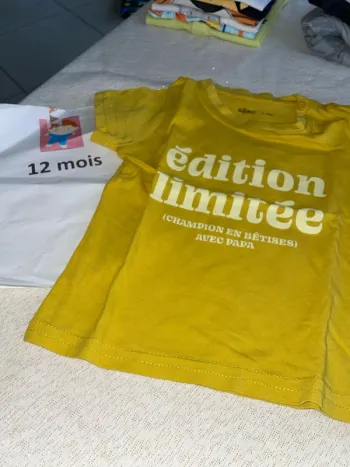 12 mois
édition
limitée
(CHAMPION EN BÊTISES)
AVEC PAPA